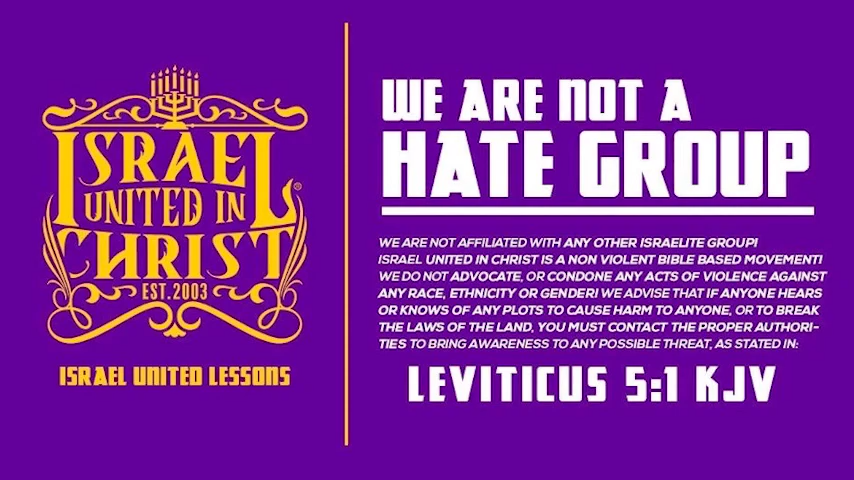 ISRAEL
UNITED IN
CHRIST®
EST.2003
ISRAEL UNITED LESSONS
WE ARE NOT A
HATE GROUP
WE ARE NOT AFFILIATED WITH ANY OTHER ISRAELITE GROUP!
ISRAEL UNITED IN CHRIST IS A NON VIOLENT BIBLE BASED MOVEMENT!
WE DO NOT ADVOCATE, OR CONDONE ANY ACTS OF VIOLENCE AGAINST
ANY RACE, ETHNICITY OR GENDER! WE ADVISE THAT IF ANYONE HEARS
OR KNOWS OF ANY PLOTS TO CAUSE HARM TO ANYONE, OR TO BREAK
THE LAWS OF THE LAND, YOU MUST CONTACT THE PROPER AUTHORI-
TIES TO BRING AWARENESS TO ANY POSSIBLE THREAT, AS STATED IN:
LEVITICUS 5:1 KJV